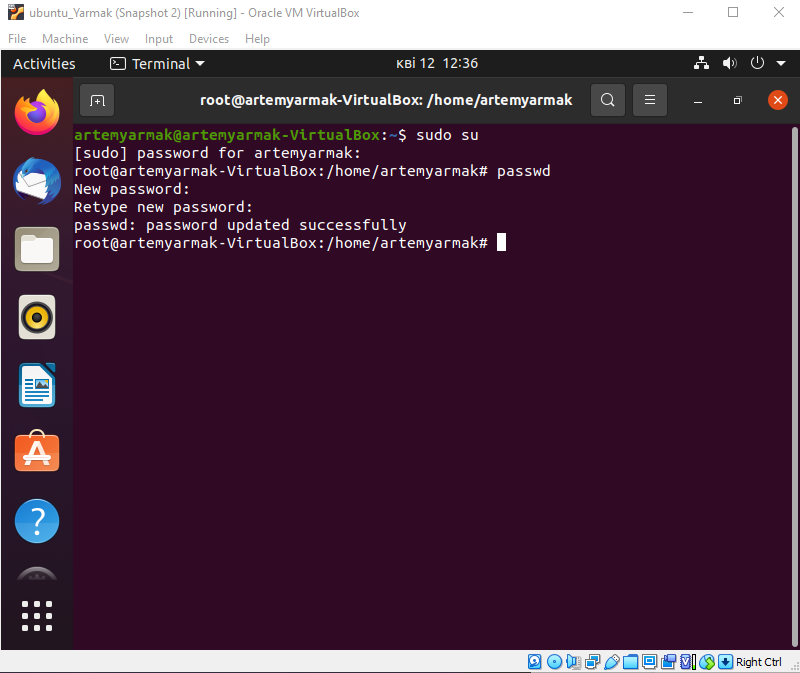 ubuntu_Yarmak (Snapshot 2) [Running] - Oracle VM VirtualBox
File Machine View Input Devices Help
Activities Terminal кві 12 12:36
root@artemyarmak-VirtualBox: /home/artemyarmak
artemyarmak@artemyarmak-VirtualBox:~$ sudo su
[sudo] password for artemyarmak:
root@artemyarmak-VirtualBox:/home/artemyarmak# passwd
New password:
Retype new password:
passwd: password updated successfully
root@artemyarmak-VirtualBox:/home/artemyarmak#
Right Ctrl